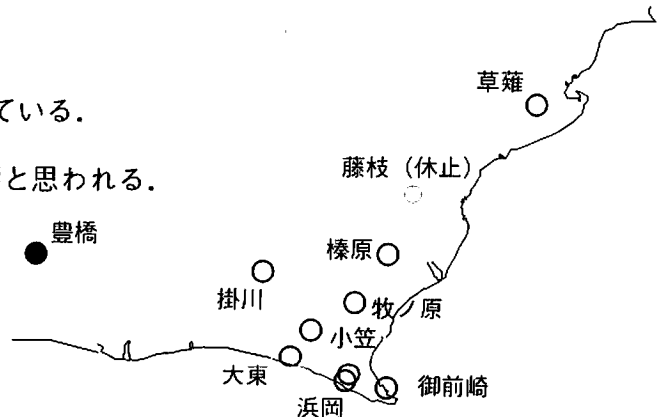 草薙
ている．
藤枝（休止）
と思われる．
豊橋
榛原
掛川
牧ノ原
小笠
大東
御前崎
浜岡